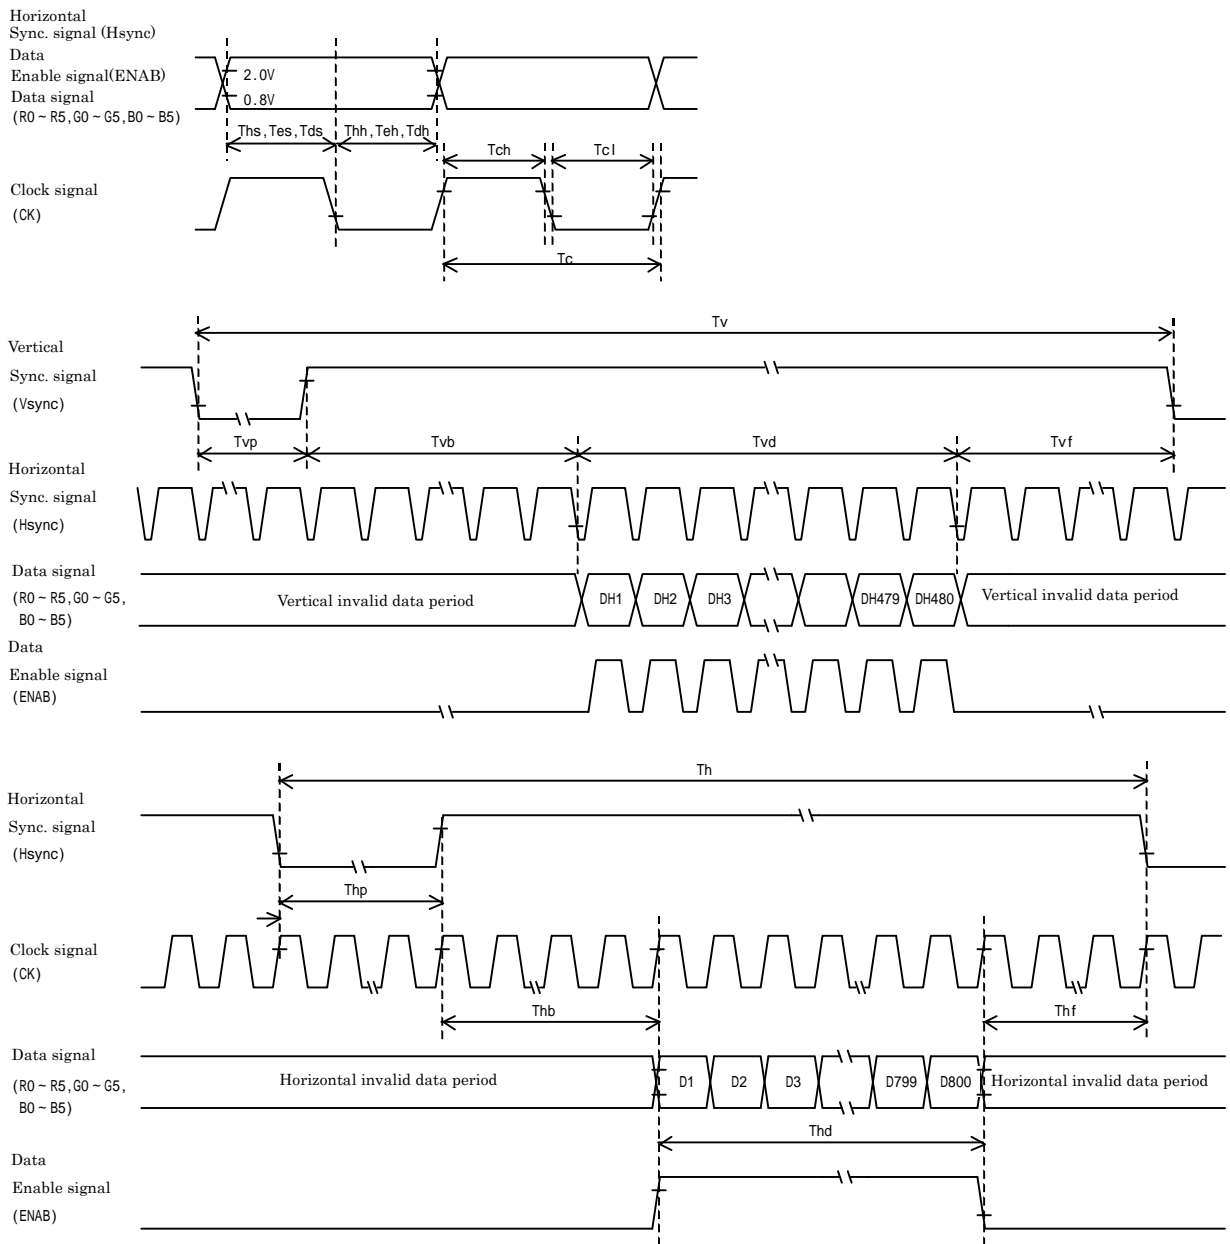 Horizontal
Sync. signal (Hsync)
Data
Enable signal(ENAB)
Data signal
(R0~R5,G0~G5,B0~B5)
2.0V
0.8V
Ths,Tes,Tds
Thh,Teh,Tdh
Tch
Tcl
Clock signal
(CK)
Tc
Tv
Vertical
Sync. signal
(Vsync)
Tvp
Tvb
Tvd
Tvf
Horizontal
Sync. signal
(Hsync)
Data signal
(R0~R5,G0~G5,
B0~B5)
Vertical invalid data period
DH1
DH2
DH3
DH479
DH480
Vertical invalid data period
Data
Enable signal
(ENAB)
Th
Horizontal
Sync. signal
(Hsync)
Thp
Clock signal
(CK)
Thb
Thf
Data signal
(R0~R5,G0~G5,
B0~B5)
Horizontal invalid data period
D1
D2
D3
D799
D800
Horizontal invalid data period
Thd
Data
Enable signal
(ENAB)